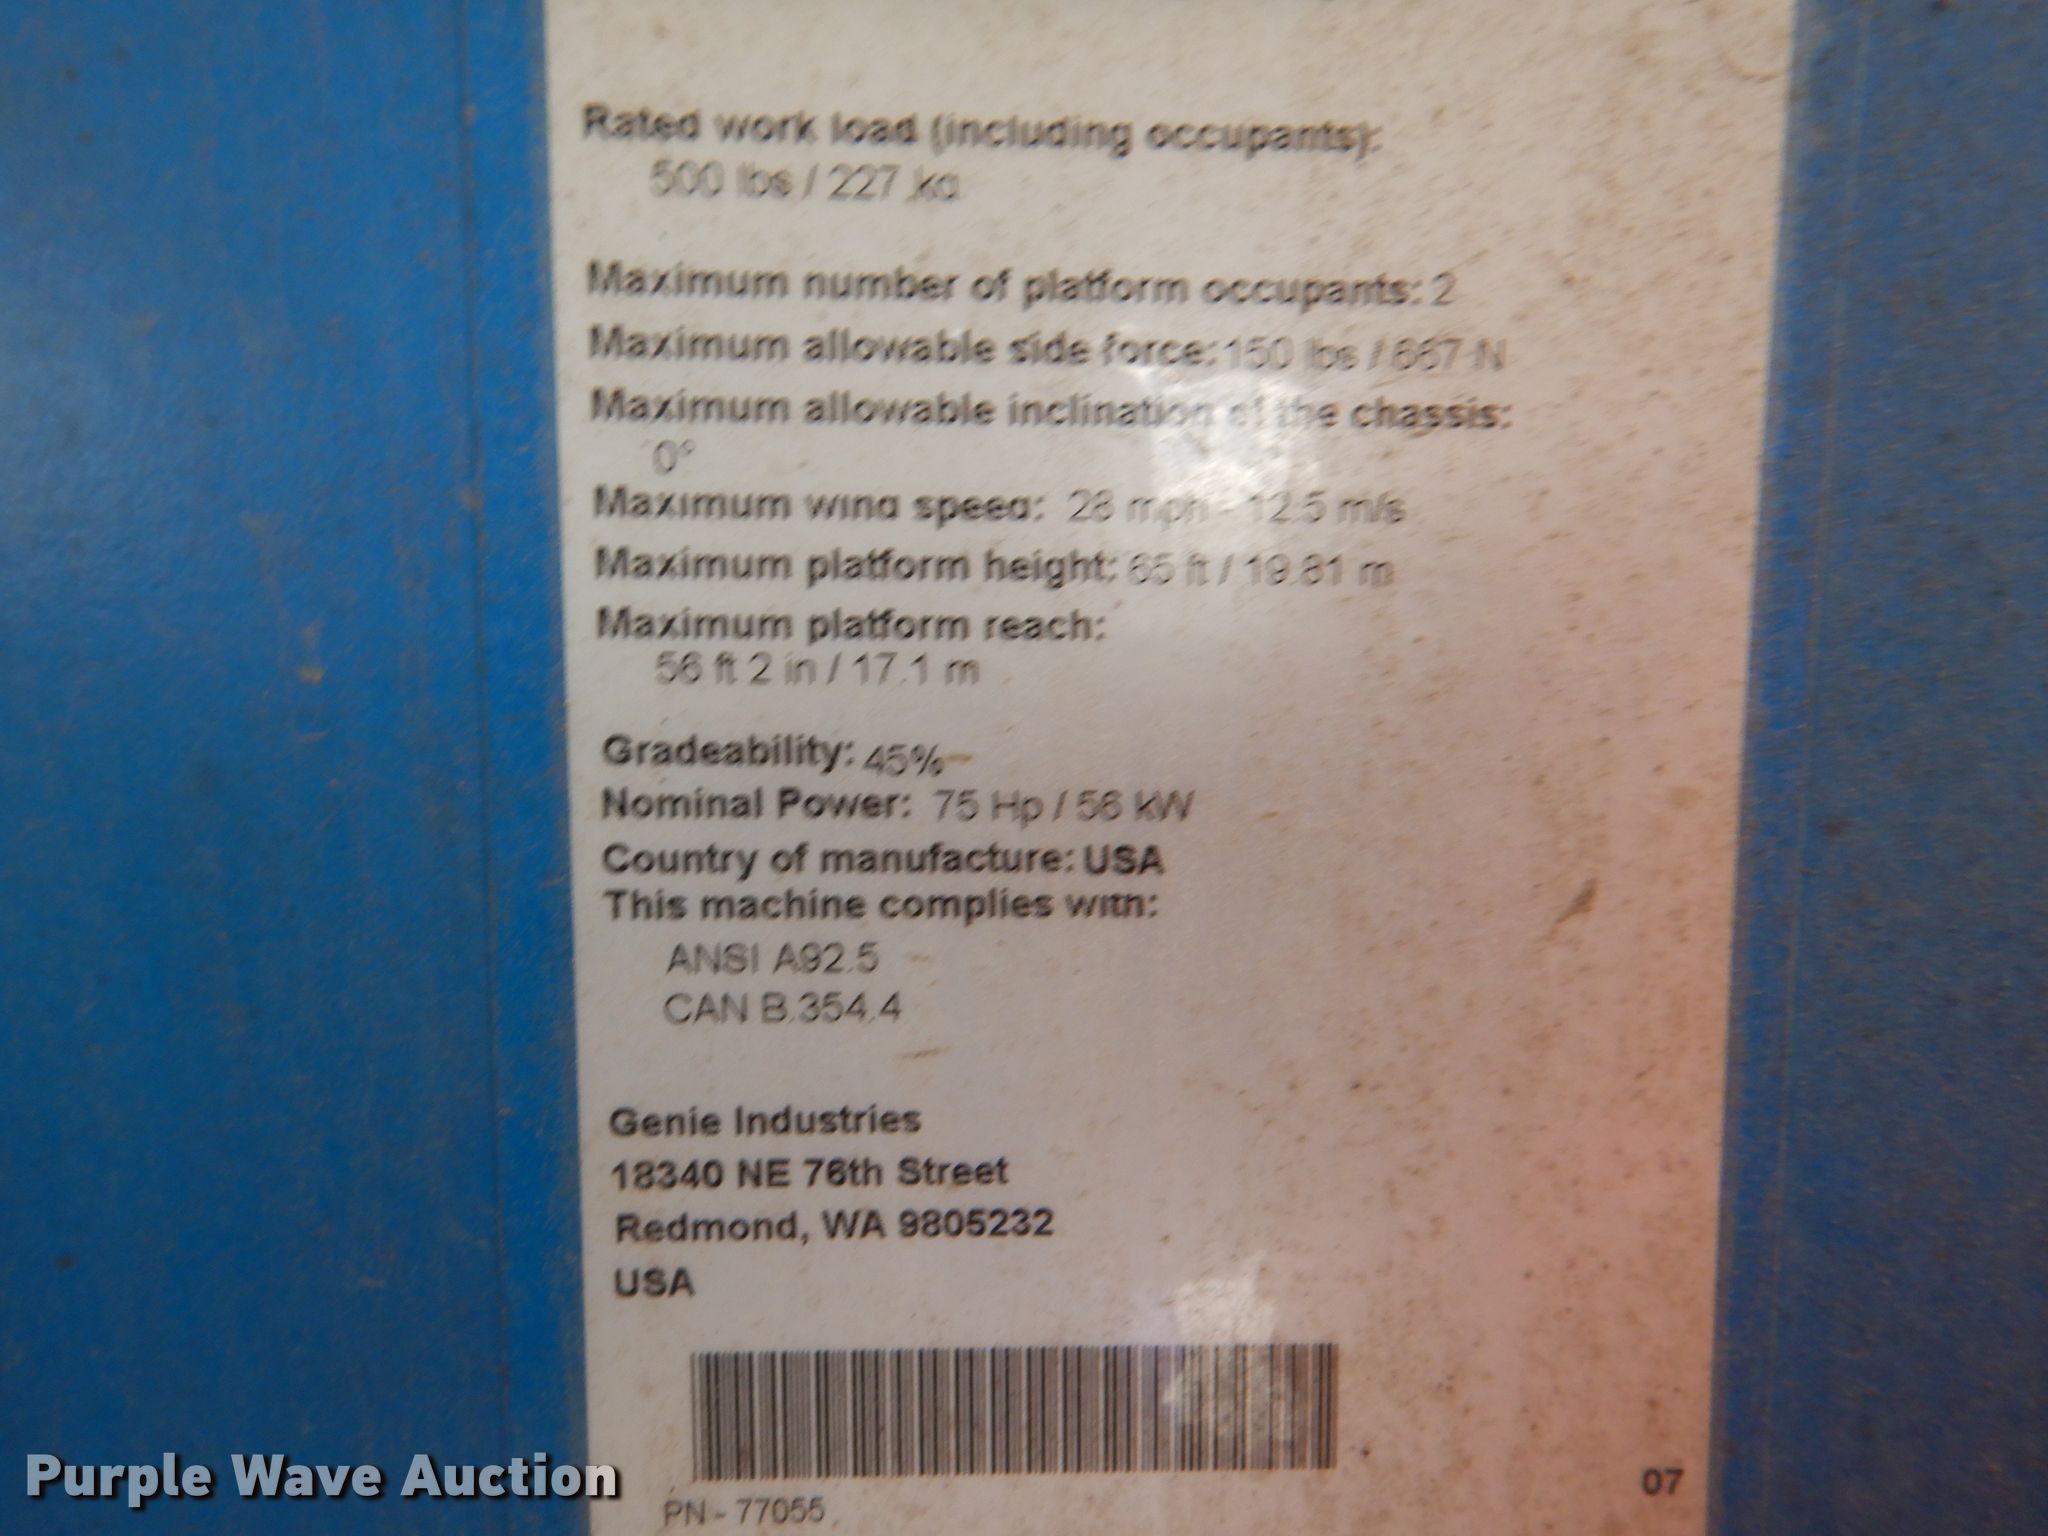 Rated work load (including occupants):
500 lbs / 227 kg
Maximum number of platform occupants: 2
Maximum allowable side force: 150 lbs / 667 N
Maximum allowable inclination of the chassis:
0°
Maximum wind speed: 28 mph - 12.5 m/s
Maximum platform height: 65 ft / 19.81 m
Maximum platform reach:
56 ft 2 in / 17.1 m
Gradeability: 45%
Nominal Power: 75 Hp / 56 kW
Country of manufacture: USA
This machine complies with:
ANSI A92.5
CAN B.354.4
Genie Industries
18340 NE 76th Street
Redmond, WA 9805232
USA
PN - 77055
07
Purple Wave Auction